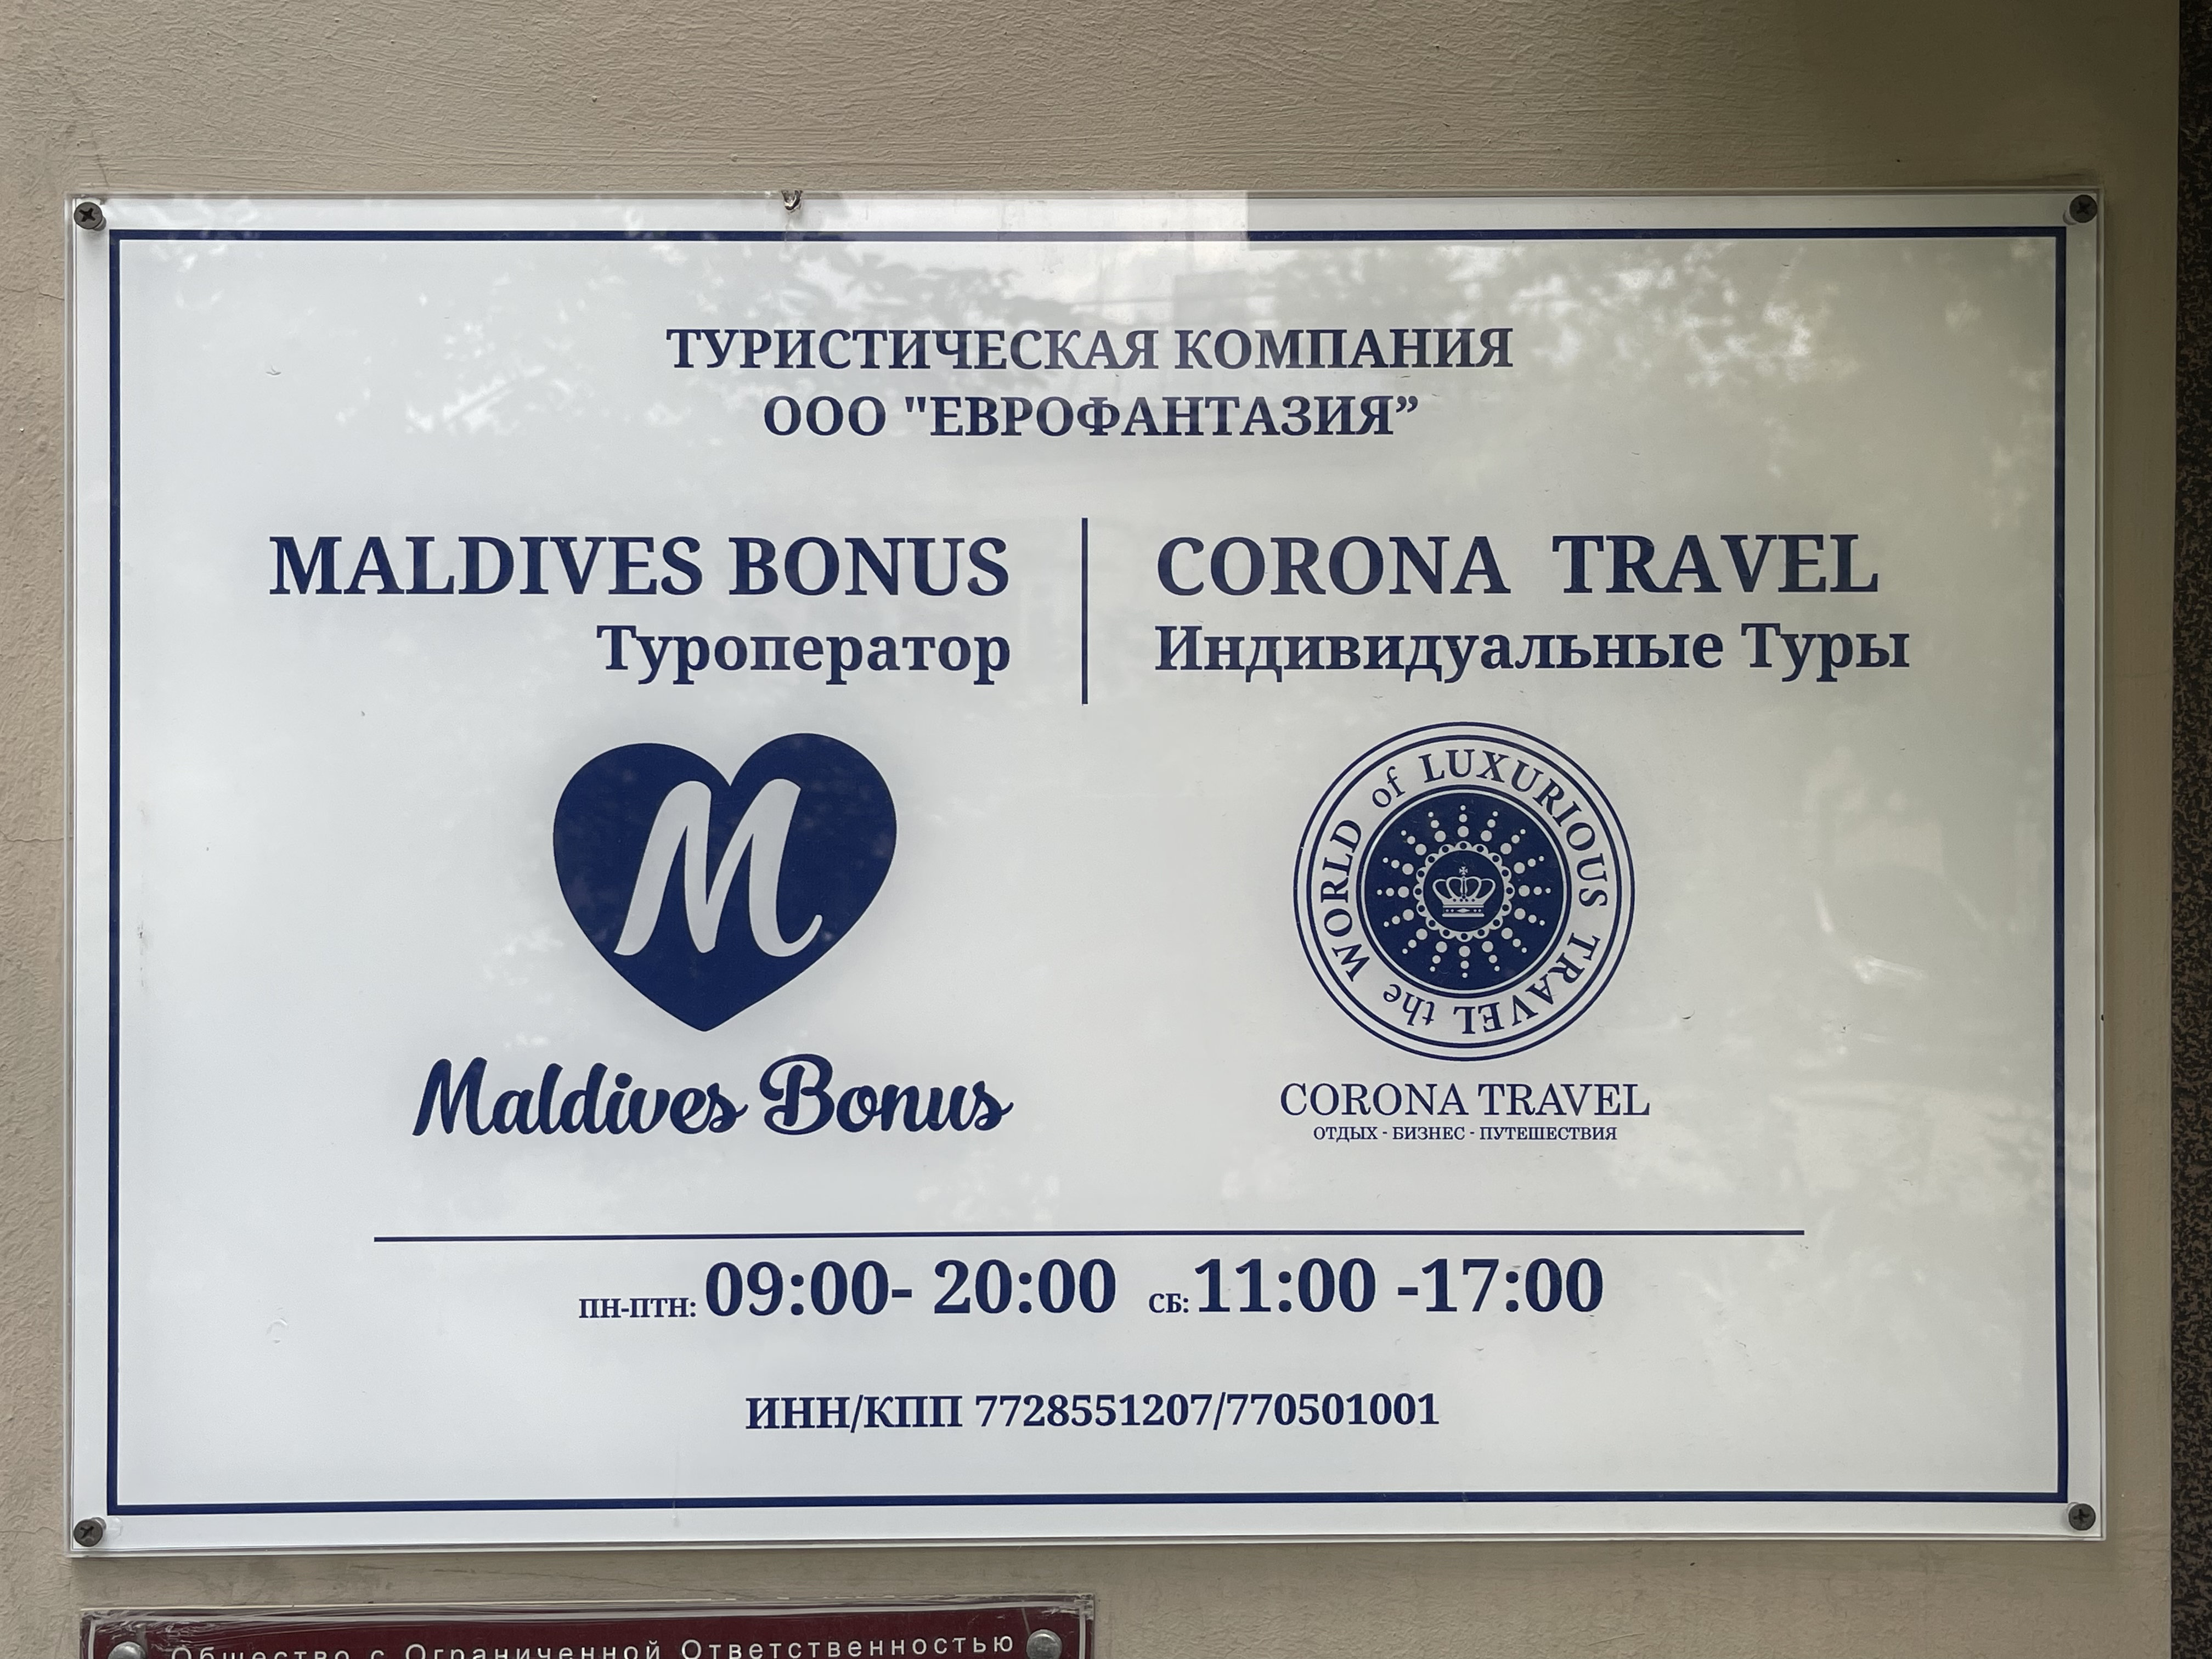 ТУРИСТИЧЕСКАЯ КОМПАНИЯ
ООО "ЕВРОФАНТАЗИЯ”
MALDIVES BONUS
Туроператор
CORONA TRAVEL
Индивидуальные Туры
M
Maldives Bonus
the WORLD of LUXURIOUS TRAVEL
CORONA TRAVEL
ОТДЫХ - БИЗНЕС - ПУТЕШЕСТВИЯ
ПН-ПТН: 09:00- 20:00 СБ: 11:00 -17:00
ИНН/КПП 7728551207/770501001
Общество с Ограниченной Ответственностью